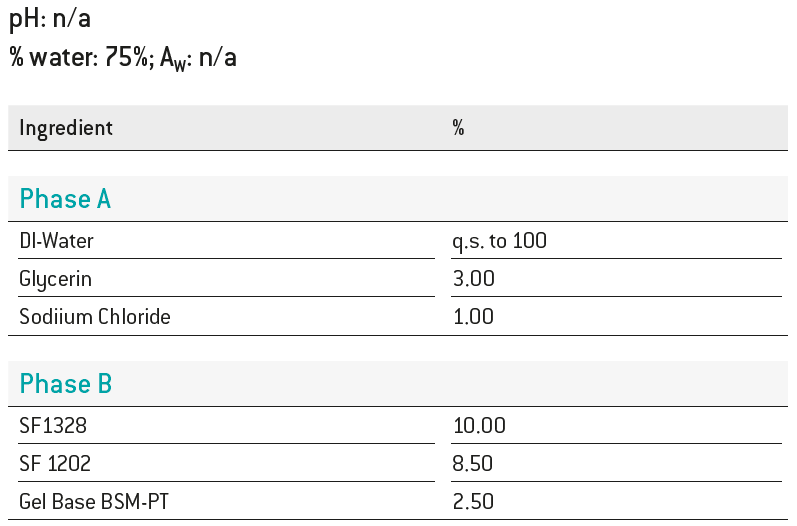 pH: n/a
% water: 75%; Aw: n/a
Ingredient %
Phase A
DI-Water q.s. to 100
Glycerin 3.00
Sodiium Chloride 1.00
Phase B
SF1328 10.00
SF 1202 8.50
Gel Base BSM-PT 2.50